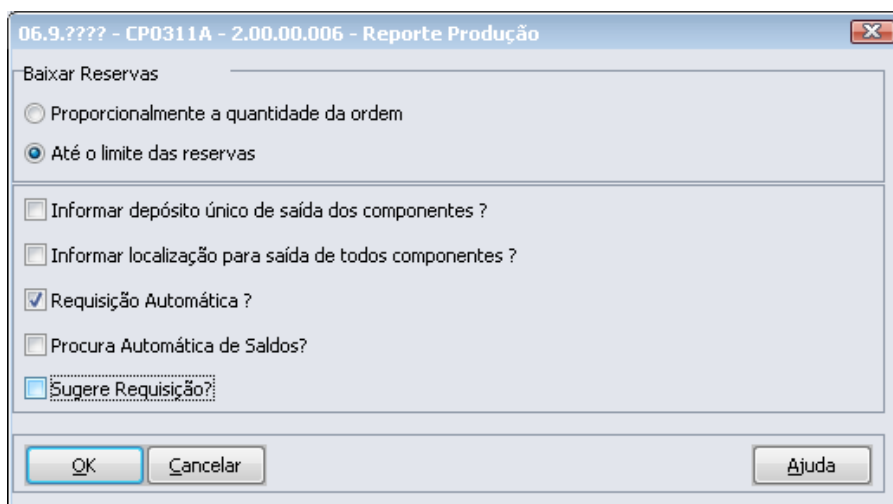 06.9.???? - CP0311A - 2.00.00.006 - Reporte Produção
Baixar Reservas
Proporcionalmente a quantidade da ordem
Até o limite das reservas
Informar depósito único de saída dos componentes ?
Informar localização para saída de todos componentes ?
Requisição Automática ?
Procura Automática de Saldos?
Sugere Requisição?
OK Cancelar Ajuda